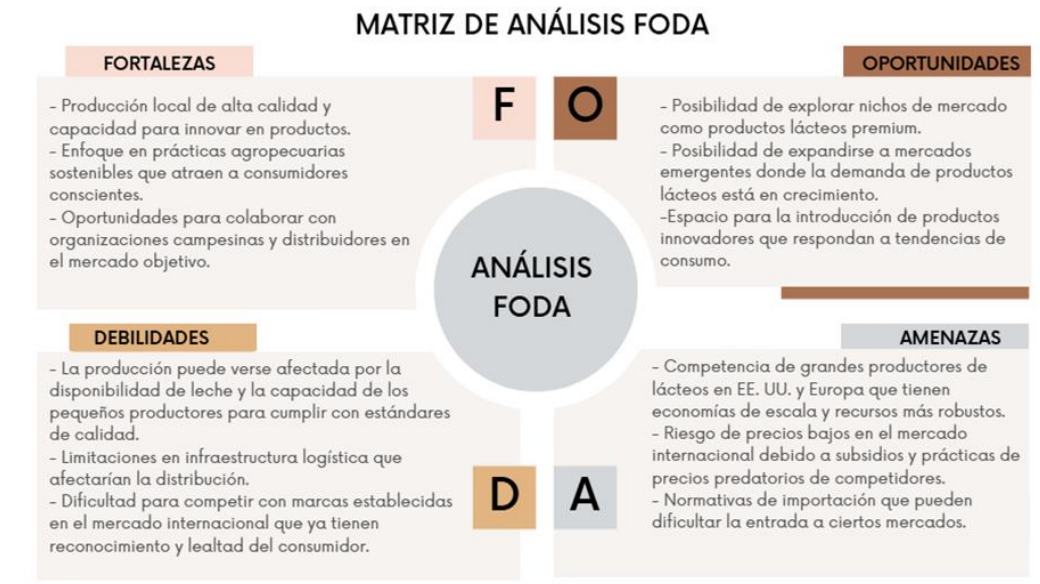 MATRIZ DE ANÁLISIS FODA
FORTALEZAS
- Producción local de alta calidad y
capacidad para innovar en productos.
- Enfoque en prácticas agropecuarias
sostenibles que atraen a consumidores
conscientes.
- Oportunidades para colaborar con
organizaciones campesinas y distribuidores en
el mercado objetivo.
F
O
OPORTUNIDADES
- Posibilidad de explorar nichos de mercado
como productos lácteos premium.
- Posibilidad de expandirse a mercados
emergentes donde la demanda de productos
lácteos está en crecimiento.
-Espacio para la introducción de productos
innovadores que respondan a tendencias de
consumo.
ANÁLISIS
FODA
DEBILIDADES
- La producción puede verse afectada por la
disponibilidad de leche y la capacidad de los
pequeños productores para cumplir con estándares
de calidad.
- Limitaciones en infraestructura logística que
afectarían la distribución.
- Dificultad para competir con marcas establecidas
en el mercado internacional que ya tienen
reconocimiento y lealtad del consumidor.
D
A
AMENAZAS
- Competencia de grandes productores de
lácteos en EE. UU. y Europa que tienen
economías de escala y recursos más robustos.
- Riesgo de precios bajos en el mercado
internacional debido a subsidios y prácticas de
precios predatorios de competidores.
- Normativas de importación que pueden
dificultar la entrada a ciertos mercados.